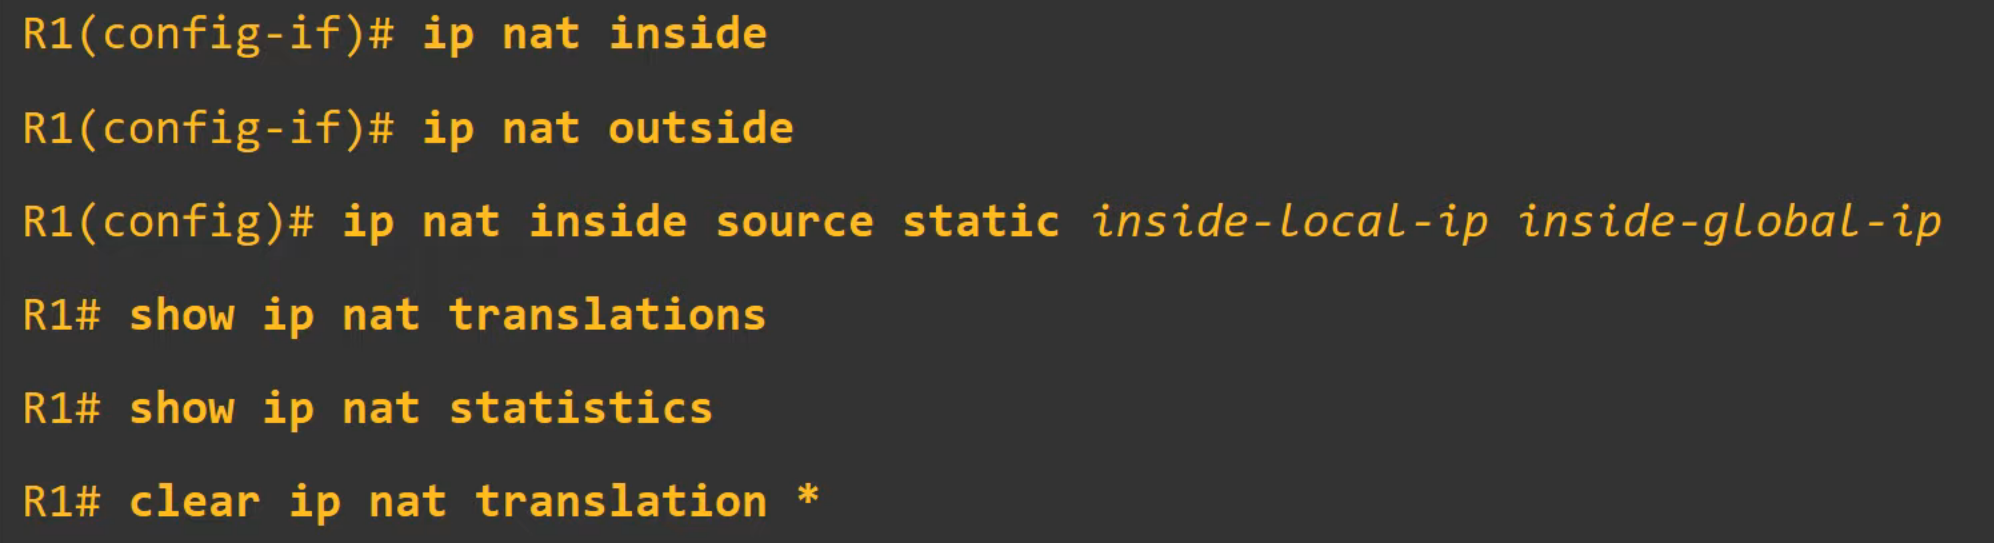 R1(config-if)# ip nat inside
R1(config-if)# ip nat outside
R1(config)# ip nat inside source static inside-local-ip inside-global-ip
R1# show ip nat translations
R1# show ip nat statistics
R1# clear ip nat translation *